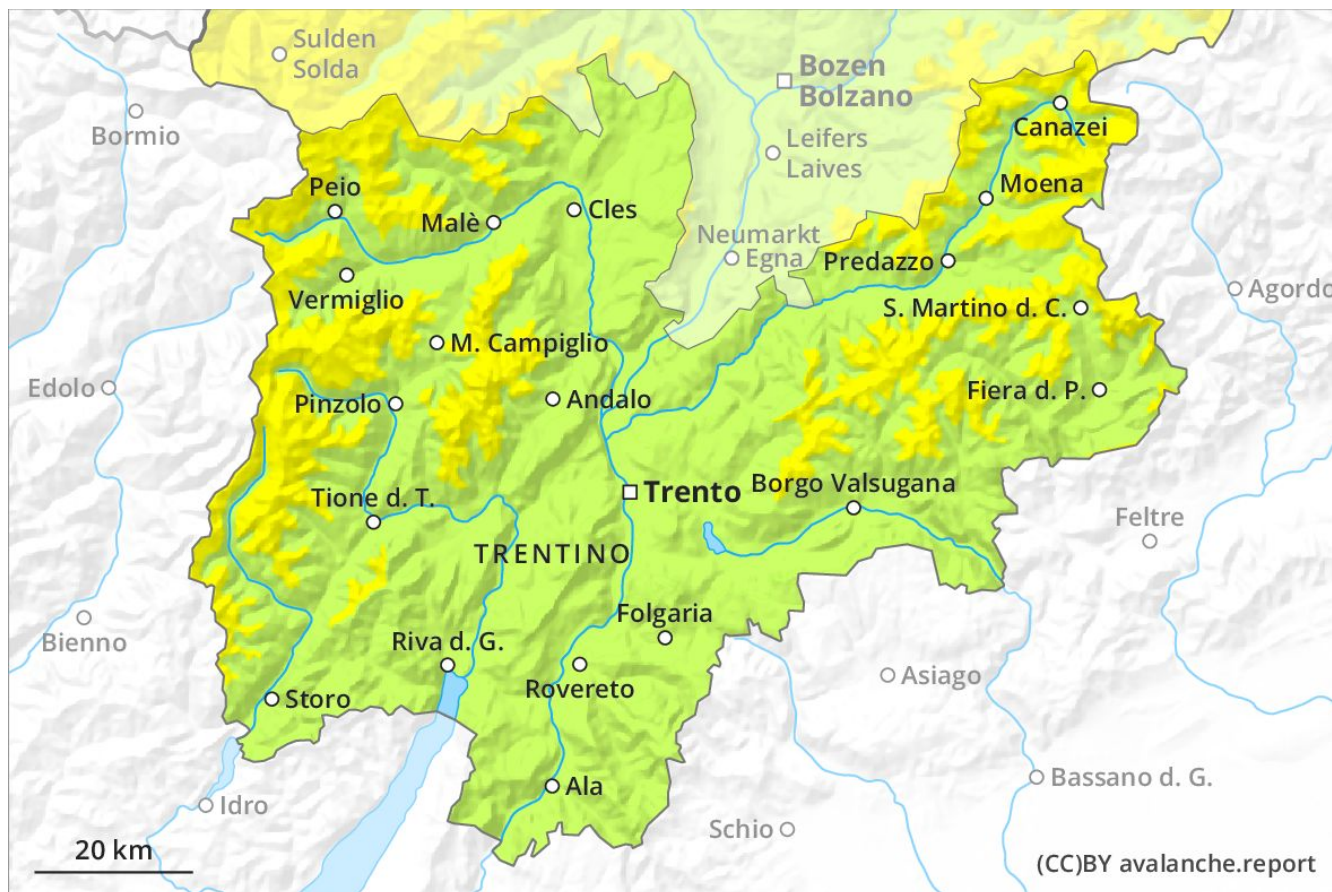 Sulden
Solda
Bozen
Bolzano
Bormio
Canazei
Leifers
Laives
Peio
Moena
Malè
Cles
Neumarkt
Egna
Predazzo
Vermiglio
Agordo
S. Martino d. C.
M. Campiglio
Edolo
Pinzolo
Andalo
Fiera d. P.
Trento
Borgo Valsugana
Tione d. T.
Feltre
TRENTINO
Folgaria
Bienno
Riva d. G.
Asiago
Rovereto
Storo
Bassano d. G.
Ala
Idro
Schio
20 km
(CC)BY avalanche.report